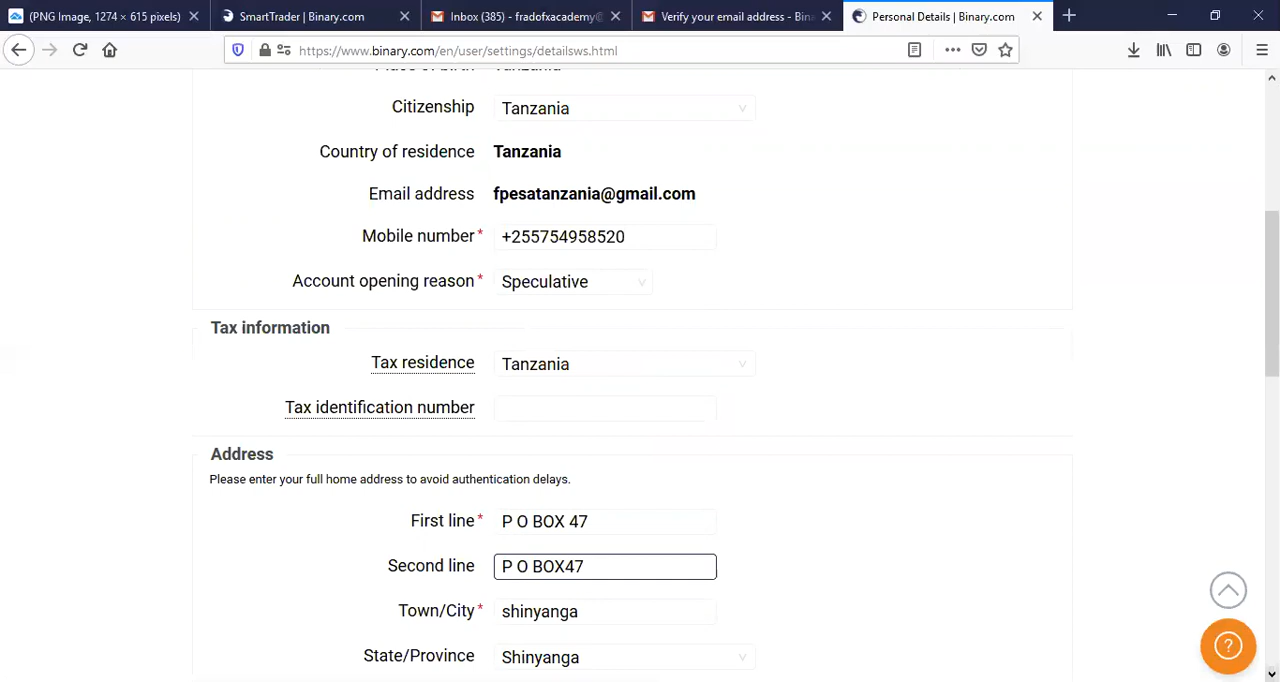 (PNG Image, 1274 × 615 pixels)
SmartTrader | Binary.com
Inbox (385) - fradofxacademy@
Verify your email address - Bin
Personal Details | Binary.com
https://www.binary.com/en/user/settings/detailsws.html
Place of birth Tanzania
Citizenship Tanzania
Country of residence Tanzania
Email address fpesatanzania@gmail.com
Mobile number* +255754958520
Account opening reason* Speculative
Tax information
Tax residence Tanzania
Tax identification number
Address
Please enter your full home address to avoid authentication delays.
First line* P O BOX 47
Second line P O BOX47
Town/City* shinyanga
State/Province Shinyanga